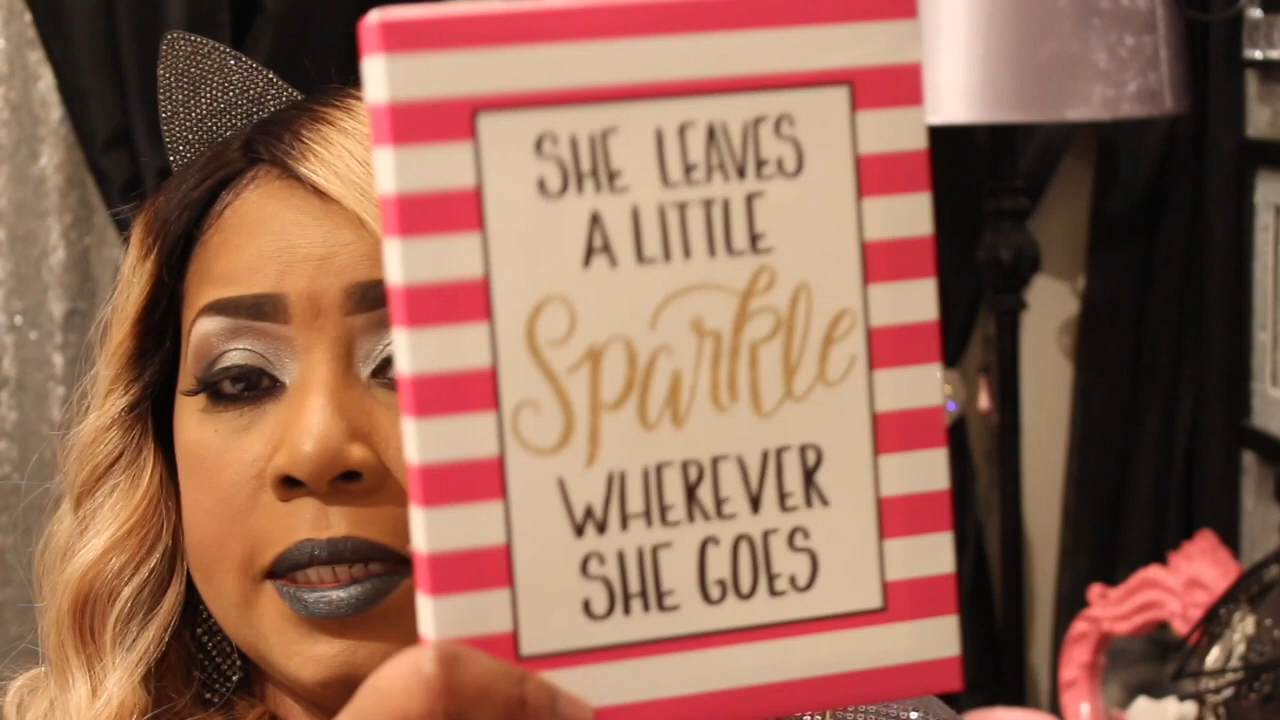 SHE LEAVES
A LITTLE
Sparkle
WHEREVER
SHE GOES